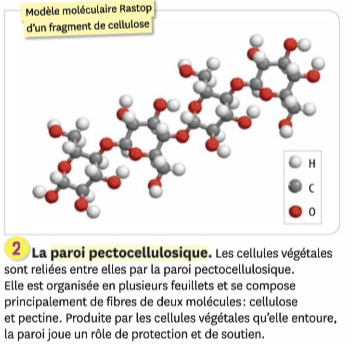 Modèle moléculaire Rastop
d'un fragment de cellulose
H
C
O
2 La paroi pectocellulosique. Les cellules végétales
sont reliées entre elles par la paroi pectocellulosique.
Elle est organisée en plusieurs feuillets et se compose
principalement de fibres de deux molécules : cellulose
et pectine. Produite par les cellules végétales qu'elle entoure,
la paroi joue un rôle de protection et de soutien.